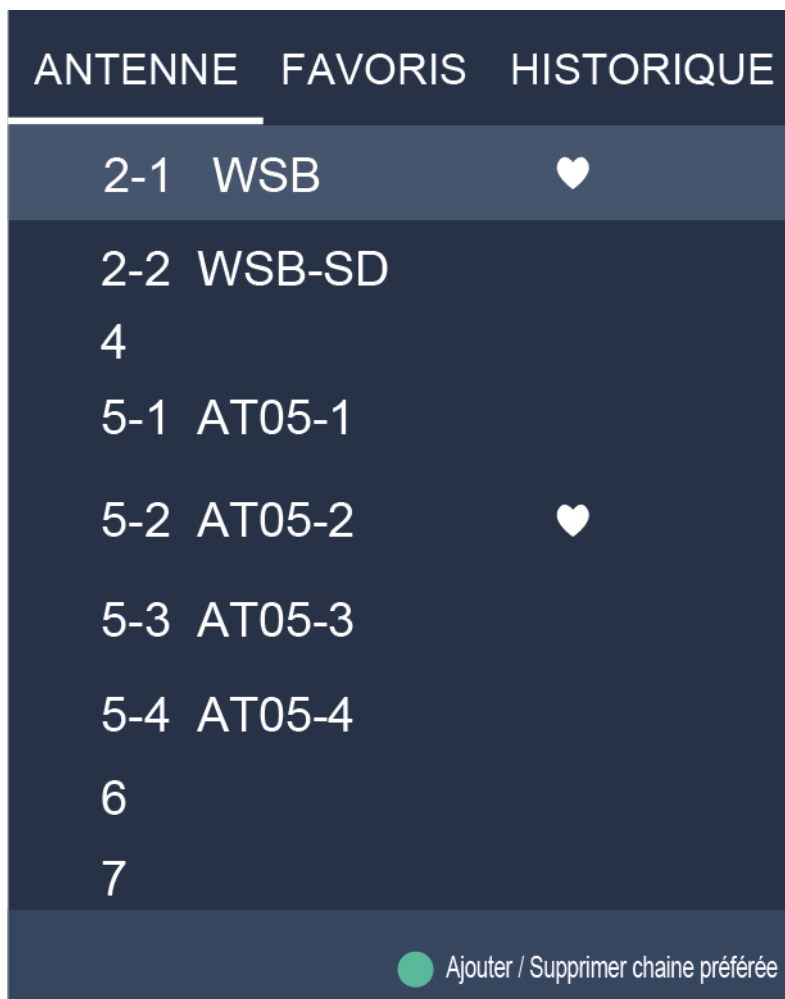 ANTENNE FAVORIS HISTORIQUE
2-1 WSB
2-2 WSB-SD
4
5-1 AT05-1
5-2 AT05-2
5-3 AT05-3
5-4 AT05-4
6
7
Ajouter / Supprimer chaine préférée